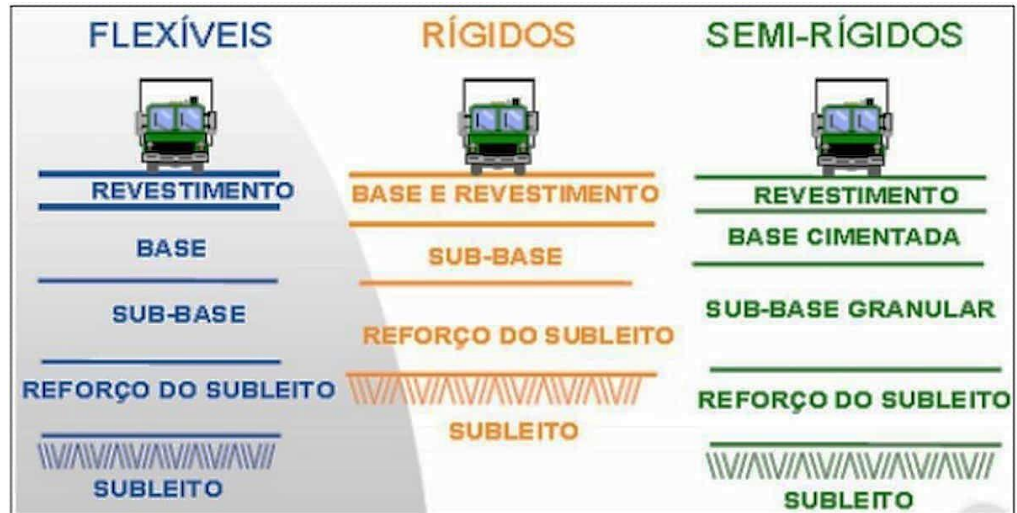 FLEXÍVEIS
REVESTIMENTO
BASE
SUB-BASE
REFORÇO DO SUBLEITO
SUBLEITO
RÍGIDOS
BASE E REVESTIMENTO
SUB-BASE
REFORÇO DO SUBLEITO
SUBLEITO
SEMI-RÍGIDOS
REVESTIMENTO
BASE CIMENTADA
SUB-BASE GRANULAR
REFORÇO DO SUBLEITO
SUBLEITO